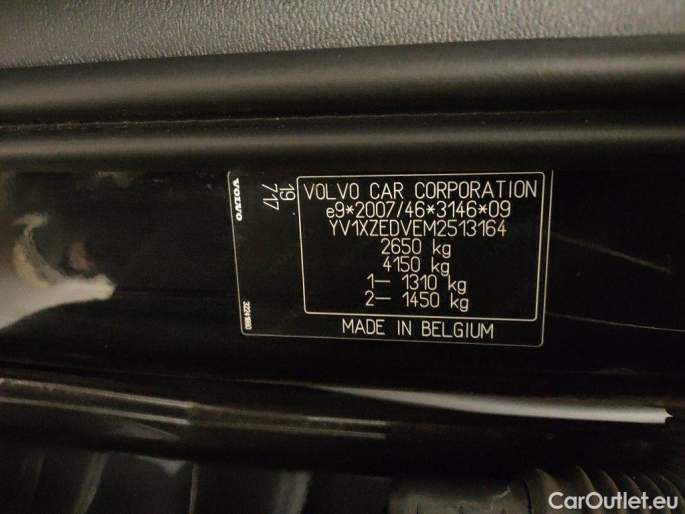 VOLVO
19
717
VOLVO CAR CORPORATION
e9*2007/46*3146*09
YV1XZEDVEM2513164
2650 kg
4150 kg
1– 1310 kg
2– 1450 kg
MADE IN BELGIUM
CarOutlet.eu